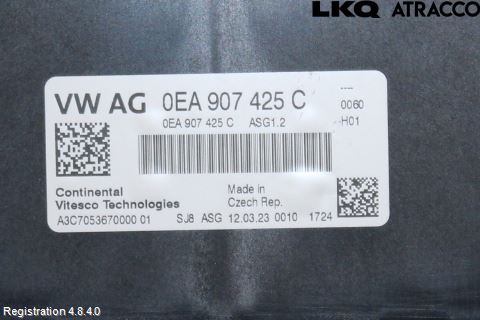 LKQ ATRACCO
VW AG 0EA 907 425 C ----
0EA 907 425 C ASG1.2 0060
H01
Continental Made in
Vitesco Technologies Czech Rep.
A3C7053670000 01 SJ8 ASG 12.03.23 0010 1724
Registration 4.8.4.0